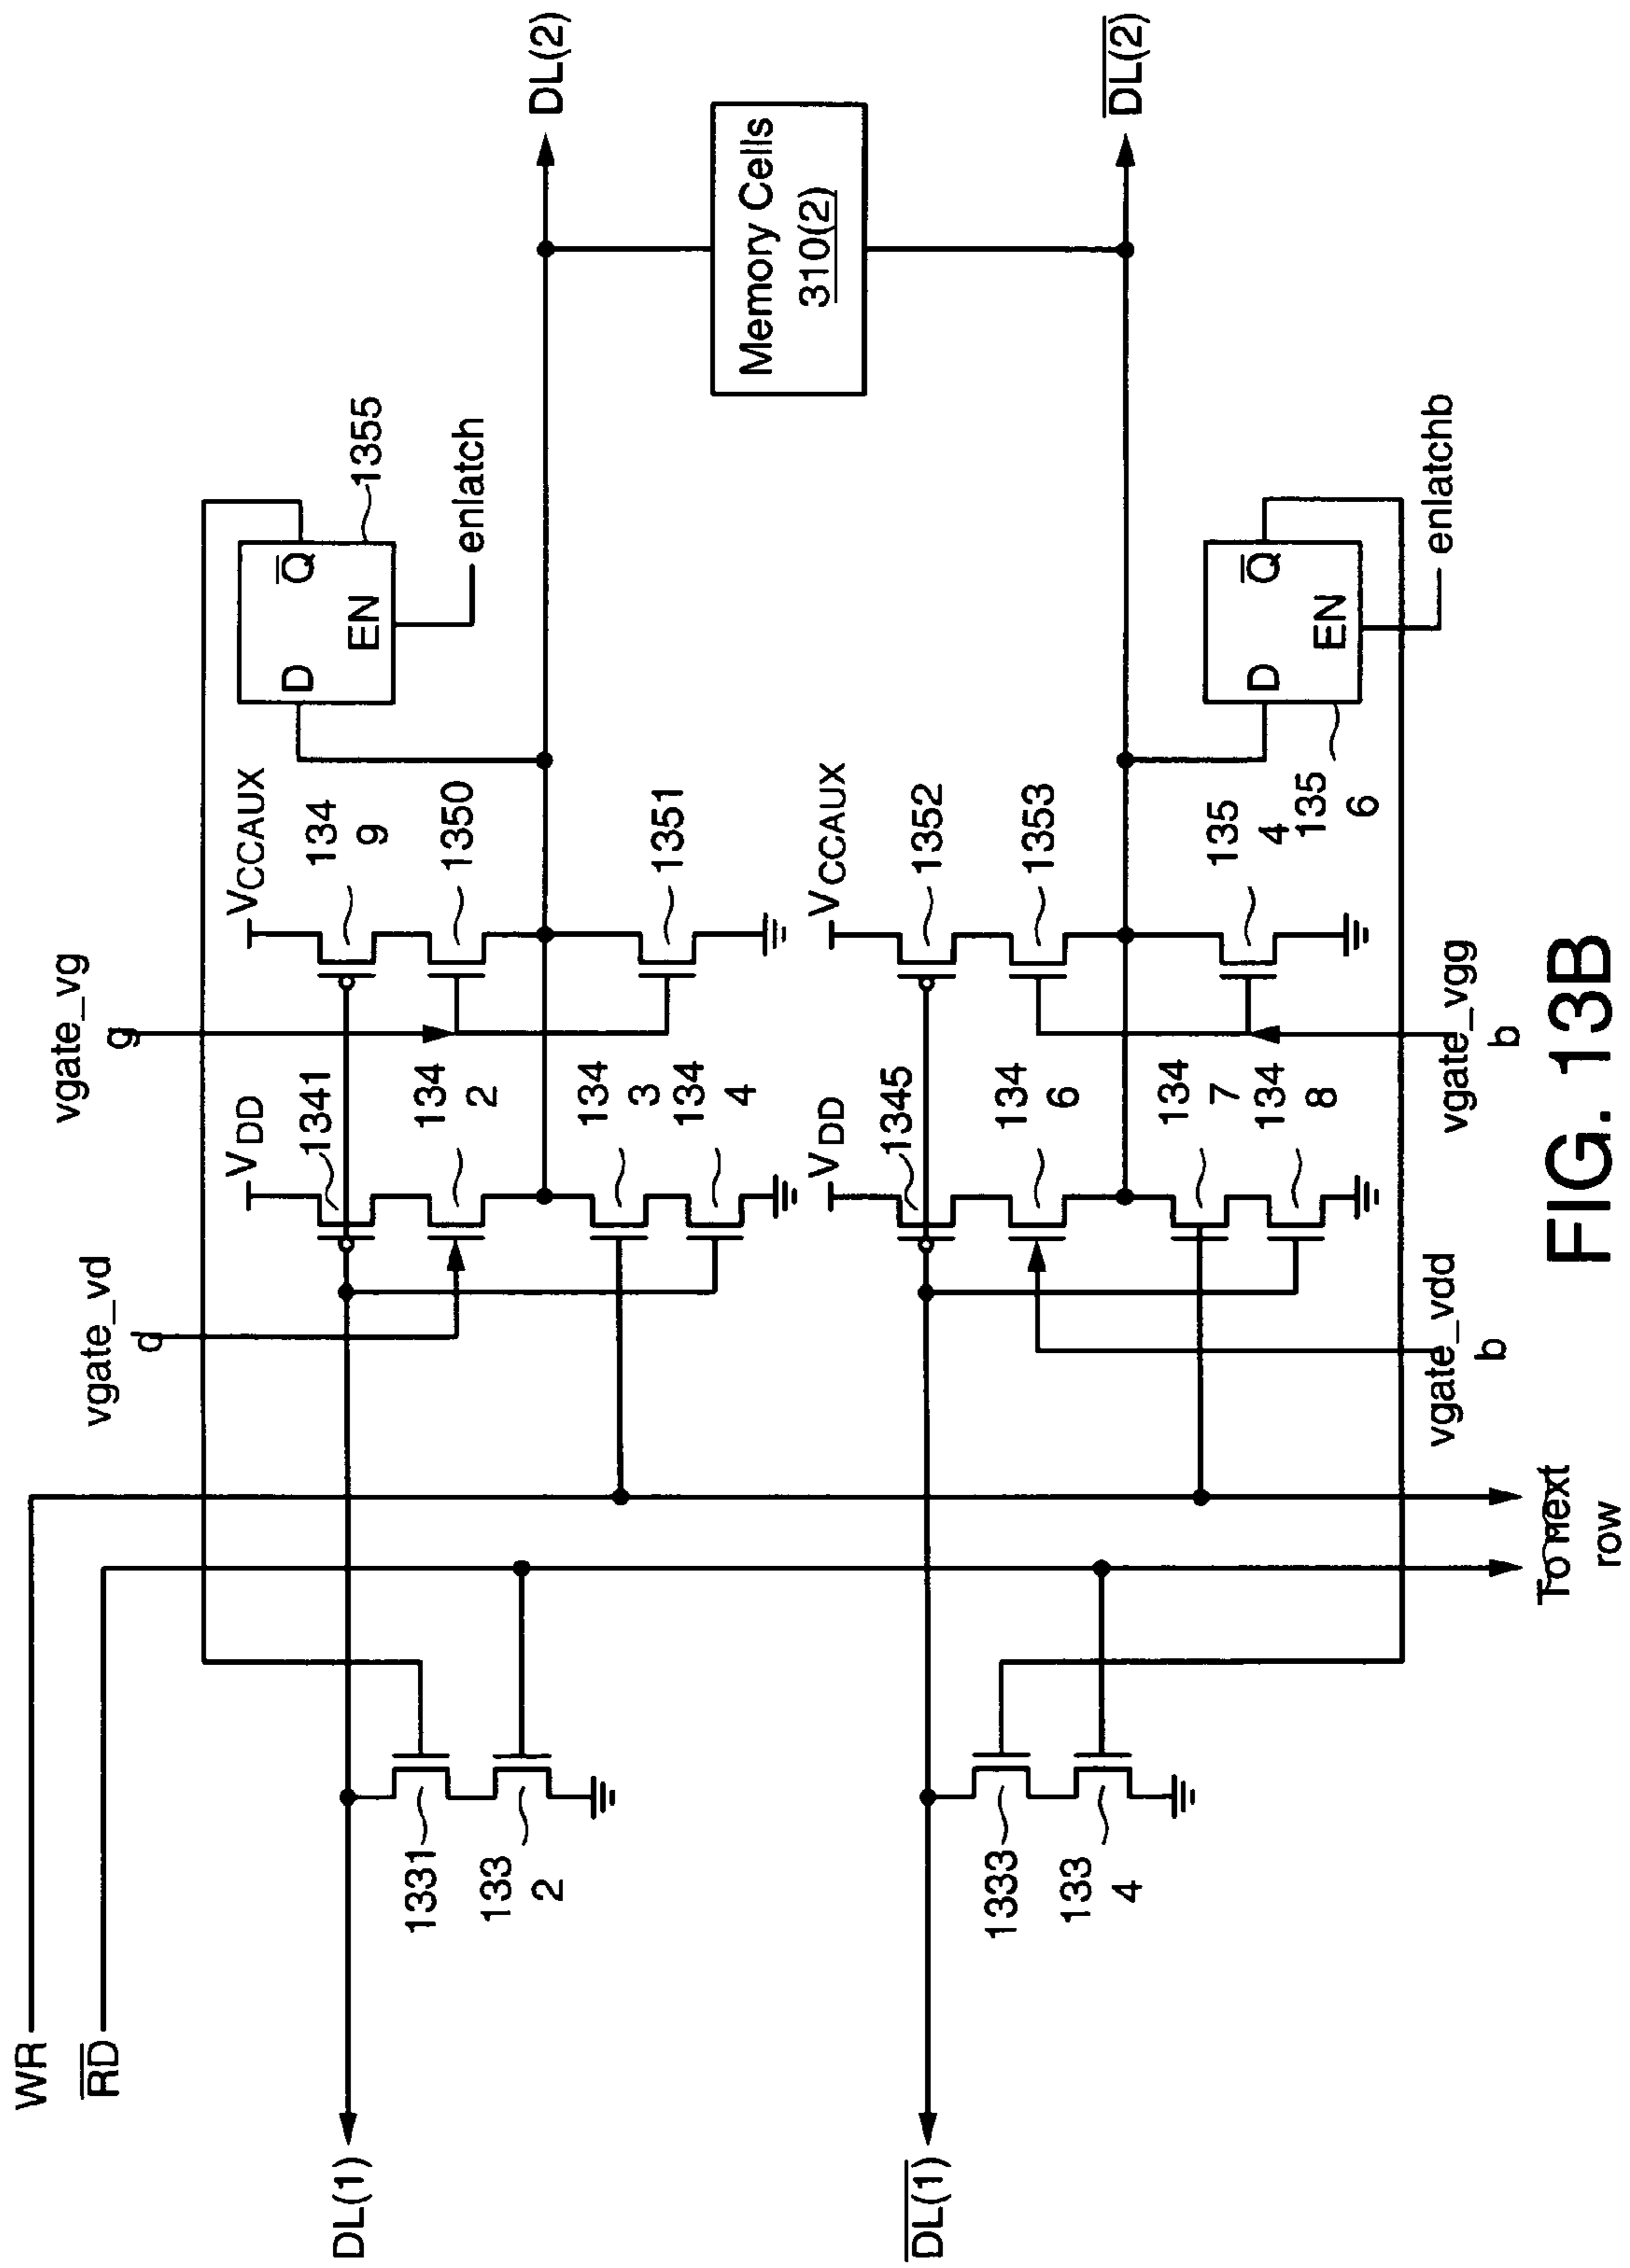 WR
RD
DL(1)
DL(1)
1331
133
2
1333
133
4
To next
row
vgate_vd
d
vgate_vg
g
VDD
1341
134
2
134
3
134
4
VCCAUX
134
9
1350
1351
D
Q
EN
1355
enlatch
DL(2)
Memory Cells
310(2)
DL(2)
VDD
1345
134
6
134
7
134
8
vgate_vdd
b
VCCAUX
1352
1353
135
4
vgate_vgg
b
D
Q
EN
135
6
enlatchb
FIG. 13B